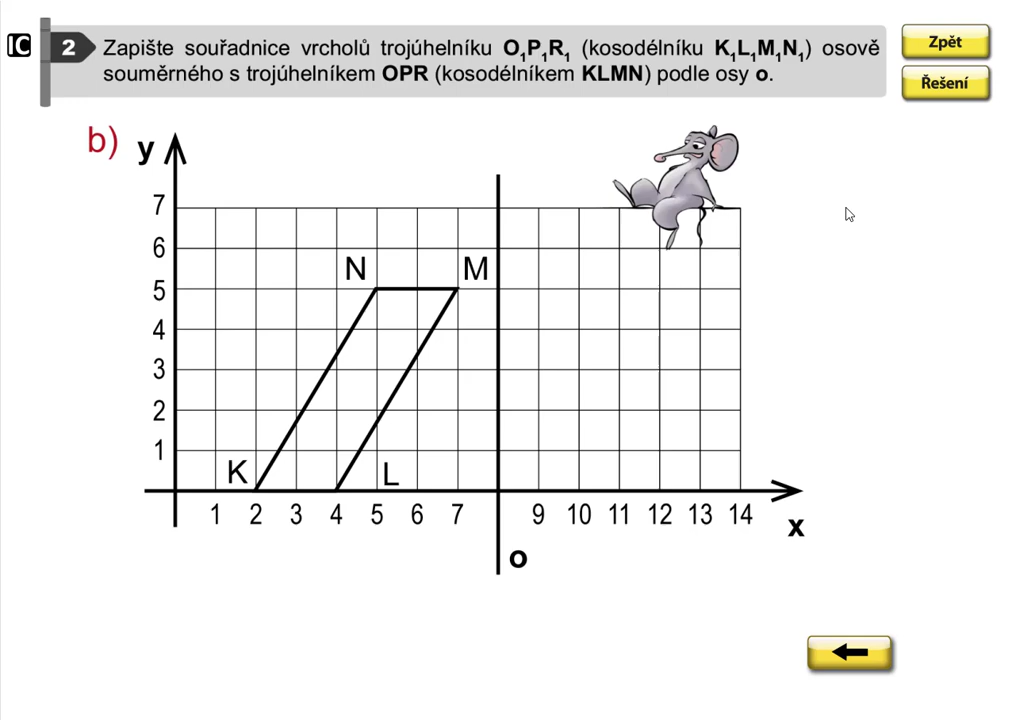 IC 2 Zapište souřadnice vrcholů trojúhelníku O₁P₁R₁ (kosodélníku K₁L₁M₁N₁) osově
souměrného s trojúhelníkem OPR (kosodélníkem KLMN) podle osy o.
Zpět
Řešení
b)
y
7
6
5
4
3
2
1
N M
K L
1 2 3 4 5 6 7 9 10 11 12 13 14
x
o